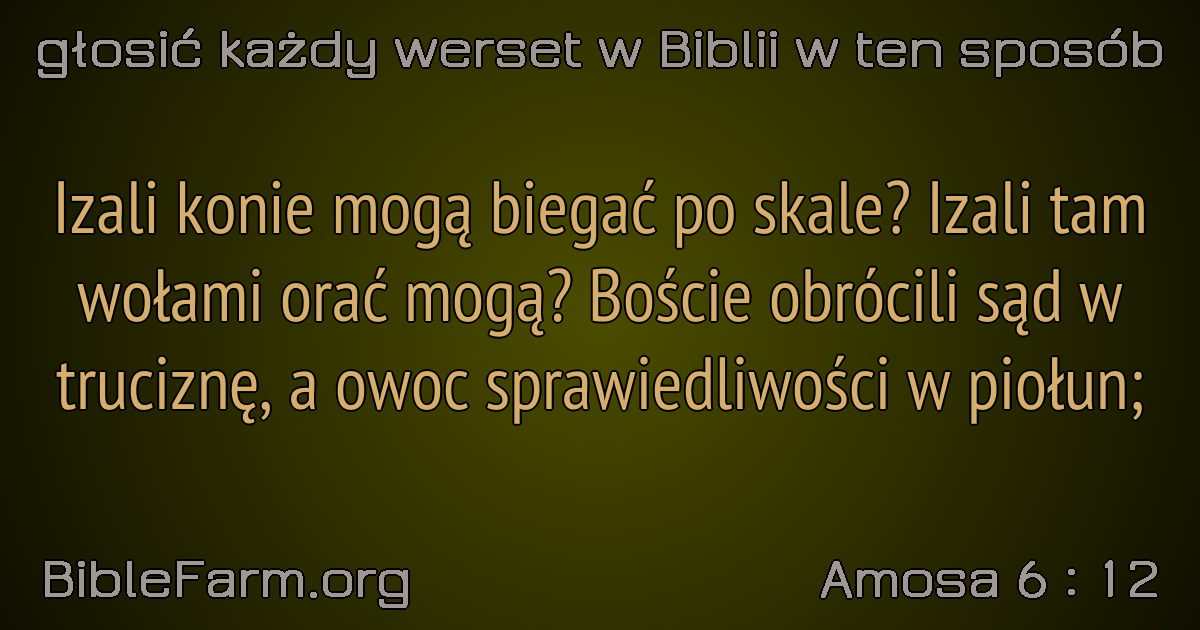 głosić każdy werset w Biblii w ten sposób
Izali konie mogą biegać po skale? Izali tam
wołami orać mogą? Boście obrócili sąd w
truciznę, a owoc sprawiedliwości w piołun;
BibleFarm.org
Amosa 6 : 12